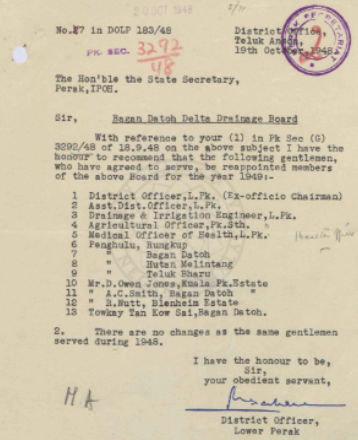 26 OCT 1948
No.27 in DOLP 183/48
District Office,
Teluk Anson,
19th October,1948.
PK. SEC. 3292/48
2
The Hon'ble the State Secretary,
Perak,IPOH.
Sir,
Bagan Datoh Delta Drainage Board
With reference to your (1) in Pk Sec (G)
3292/48 of 18.9.48 on the above subject I have the
honour to recommend that the following gentlemen,
who have agreed to serve, be reappointed members
of the above Board for the year 1949:-
1 District Officer,L.Pk. (Ex-officio Chairman)
2 Asst.Dist.Officer,L.Pk.
3 Drainage & Irrigation Engineer,L.Pk.
4 Agricultural Officer,Pk.Sth.
5 Medical Officer of Health,L.Pk.
Health Officer
6 Penghulu, Rungkup
7 " Bagan Datoh
8 " Hutan Melintang
9 " Teluk Bharu
10 Mr.D.Owen Jones,Kuala Pk.Estate
11 " A.C.Smith, Bagan Datoh "
12 " R.Nutt, Blenheim Estate
13 Towkay Tan Kow Sai,Bagan Datoh.
2. There are no changes as the same gentlemen
served during 1948.
I have the honour to be,
Sir,
your obedient servant,
District Officer,
Lower Perak